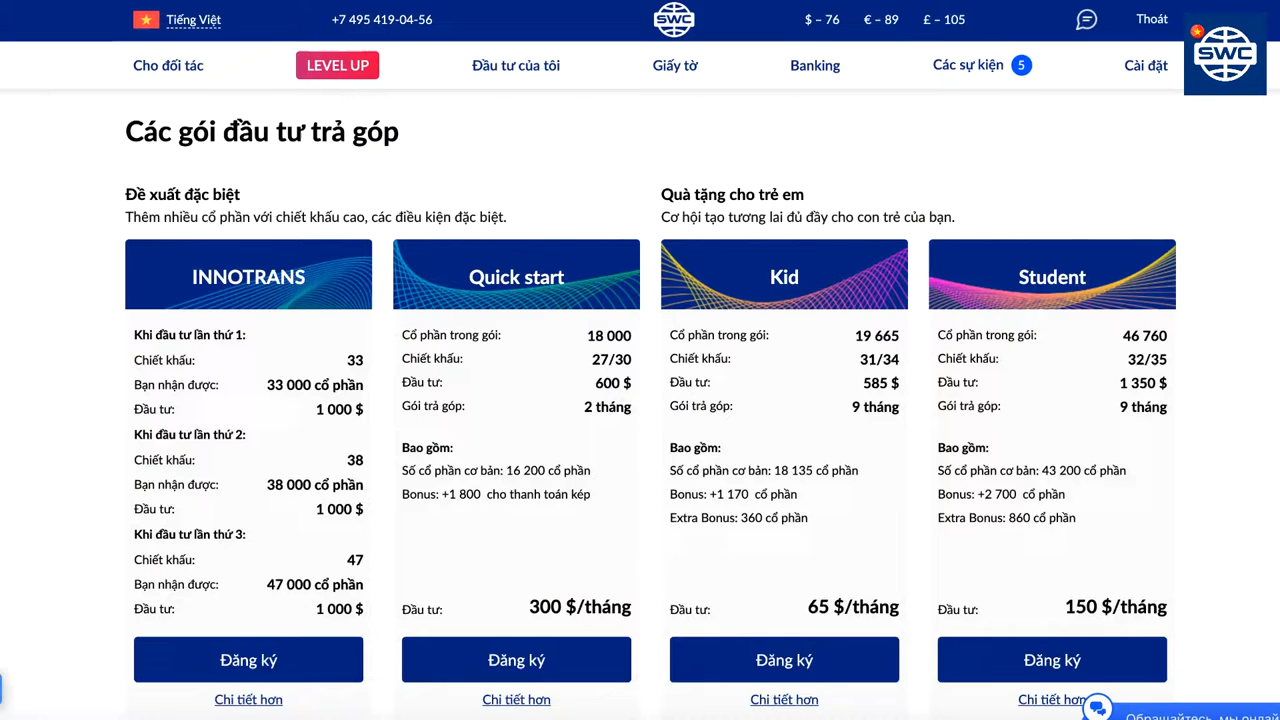 Tiếng Việt
+7 495 419-04-56
SWC
$ – 76
€ – 89
£ – 105
Thoát
SWC
Cho đối tác
LEVEL UP
Đầu tư của tôi
Giấy tờ
Banking
Các sự kiện 5
Cài đặt
Các gói đầu tư trả góp
Đề xuất đặc biệt
Thêm nhiều cổ phần với chiết khấu cao, các điều kiện đặc biệt.
Quà tặng cho trẻ em
Cơ hội tạo tương lai đủ đầy cho con trẻ của bạn.
INNOTRANS
Khi đầu tư lần thứ 1:
Chiết khấu: 33
Bạn nhận được: 33 000 cổ phần
Đầu tư: 1 000 $
Khi đầu tư lần thứ 2:
Chiết khấu: 38
Bạn nhận được: 38 000 cổ phần
Đầu tư: 1 000 $
Khi đầu tư lần thứ 3:
Chiết khấu: 47
Bạn nhận được: 47 000 cổ phần
Đầu tư: 1 000 $
Đăng ký
Chi tiết hơn
Quick start
Cổ phần trong gói: 18 000
Chiết khấu: 27/30
Đầu tư: 600 $
Gói trả góp: 2 tháng
Bao gồm:
Số cổ phần cơ bản: 16 200 cổ phần
Bonus: +1 800 cho thanh toán kép
Đầu tư: 300 $/tháng
Đăng ký
Chi tiết hơn
Kid
Cổ phần trong gói: 19 665
Chiết khấu: 31/34
Đầu tư: 585 $
Gói trả góp: 9 tháng
Bao gồm:
Số cổ phần cơ bản: 18 135 cổ phần
Bonus: +1 170 cổ phần
Extra Bonus: 360 cổ phần
Đầu tư: 65 $/tháng
Đăng ký
Chi tiết hơn
Student
Cổ phần trong gói: 46 760
Chiết khấu: 32/35
Đầu tư: 1 350 $
Gói trả góp: 9 tháng
Bao gồm:
Số cổ phần cơ bản: 43 200 cổ phần
Bonus: +2 700 cổ phần
Extra Bonus: 860 cổ phần
Đầu tư: 150 $/tháng
Đăng ký
Chi tiết hơn
Обращайтесь, мы